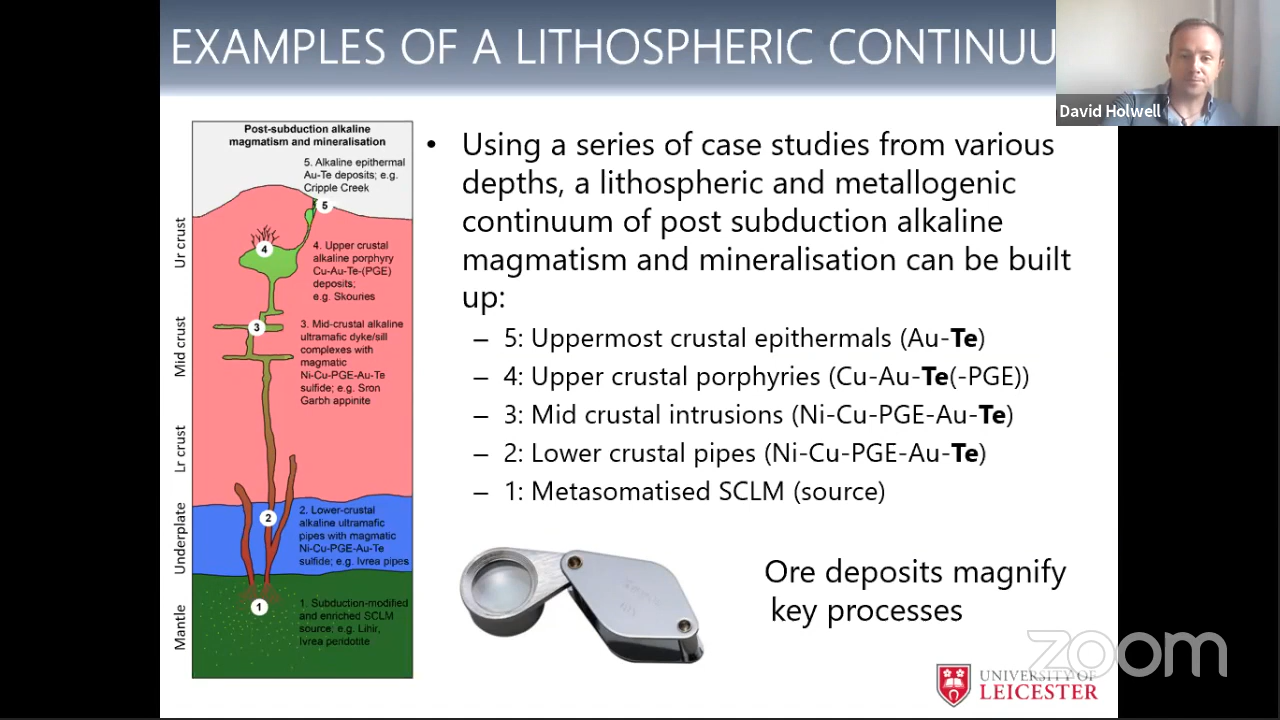 EXAMPLES OF A LITHOSPHERIC CONTINUU
David Holwell
Post-subduction alkaline
magmatism and mineralisation
5. Alkaline epithermal
Au-Te deposits; e.g.
Cripple Creek
5
4
4. Upper crustal
alkaline porphyry
Cu-Au-Te-(PGE)
deposits;
e.g. Skouries
3
3. Mid-crustal alkaline
ultramafic dyke/sill
complexes with
magmatic
Ni-Cu-PGE-Au-Te
sulfide; e.g. Sron
Garbh appinite
2
2. Lower-crustal
alkaline ultramafic
pipes with magmatic
Ni-Cu-PGE-Au-Te
sulfide; e.g. Ivrea pipes
1
1. Subduction-modified
and enriched SCLM
source; e.g. Lihir,
Ivrea peridotite
Ur crust
Mid crust
Lr crust
Underplate
Mantle
• Using a series of case studies from various
depths, a lithospheric and metallogenic
continuum of post subduction alkaline
magmatism and mineralisation can be built
up:
– 5: Uppermost crustal epithermals (Au-Te)
– 4: Upper crustal porphyries (Cu-Au-Te(-PGE))
– 3: Mid crustal intrusions (Ni-Cu-PGE-Au-Te)
– 2: Lower crustal pipes (Ni-Cu-PGE-Au-Te)
– 1: Metasomatised SCLM (source)
Ore deposits magnify
key processes
zoom
UNIVERSITY OF
LEICESTER